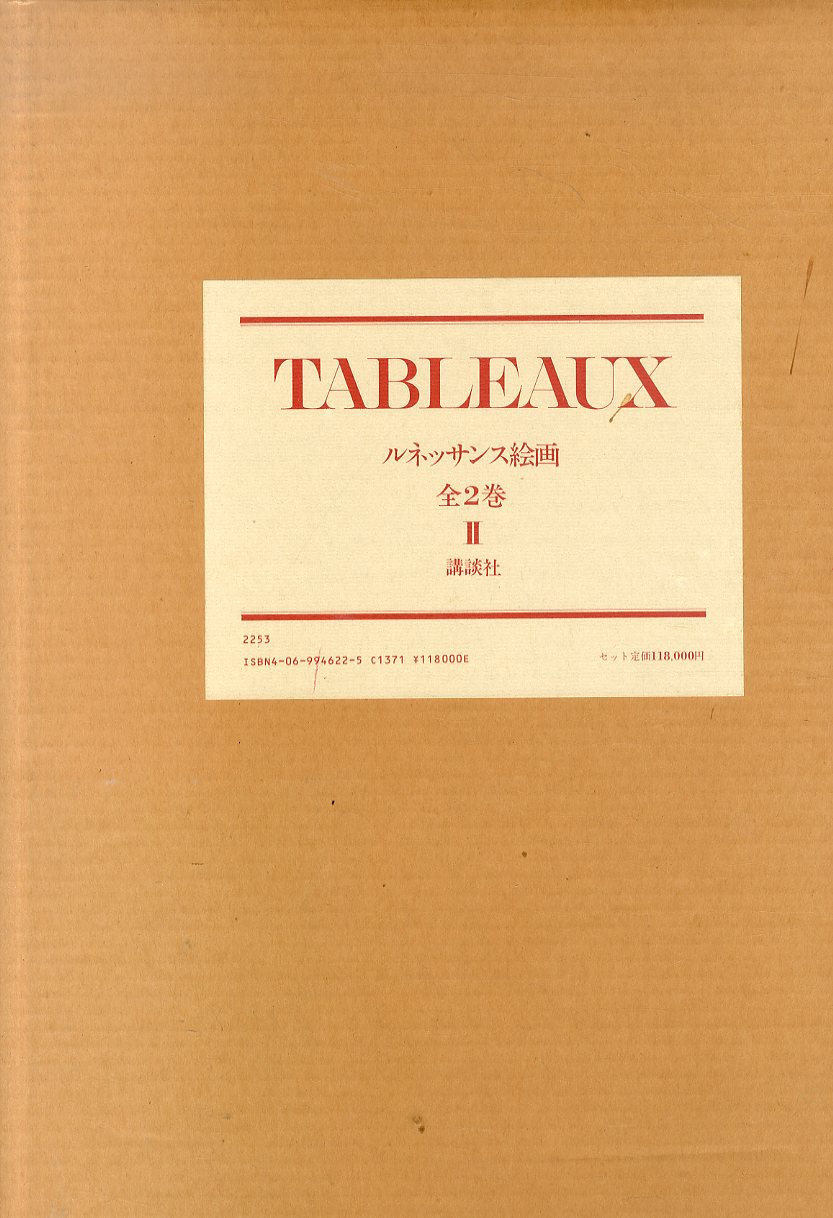 TABLEAUX
ルネッサンス絵画
全2巻
II
講談社
2253
ISBN4-06-994622-5 C1371 ¥118000E
セット定価118,000円